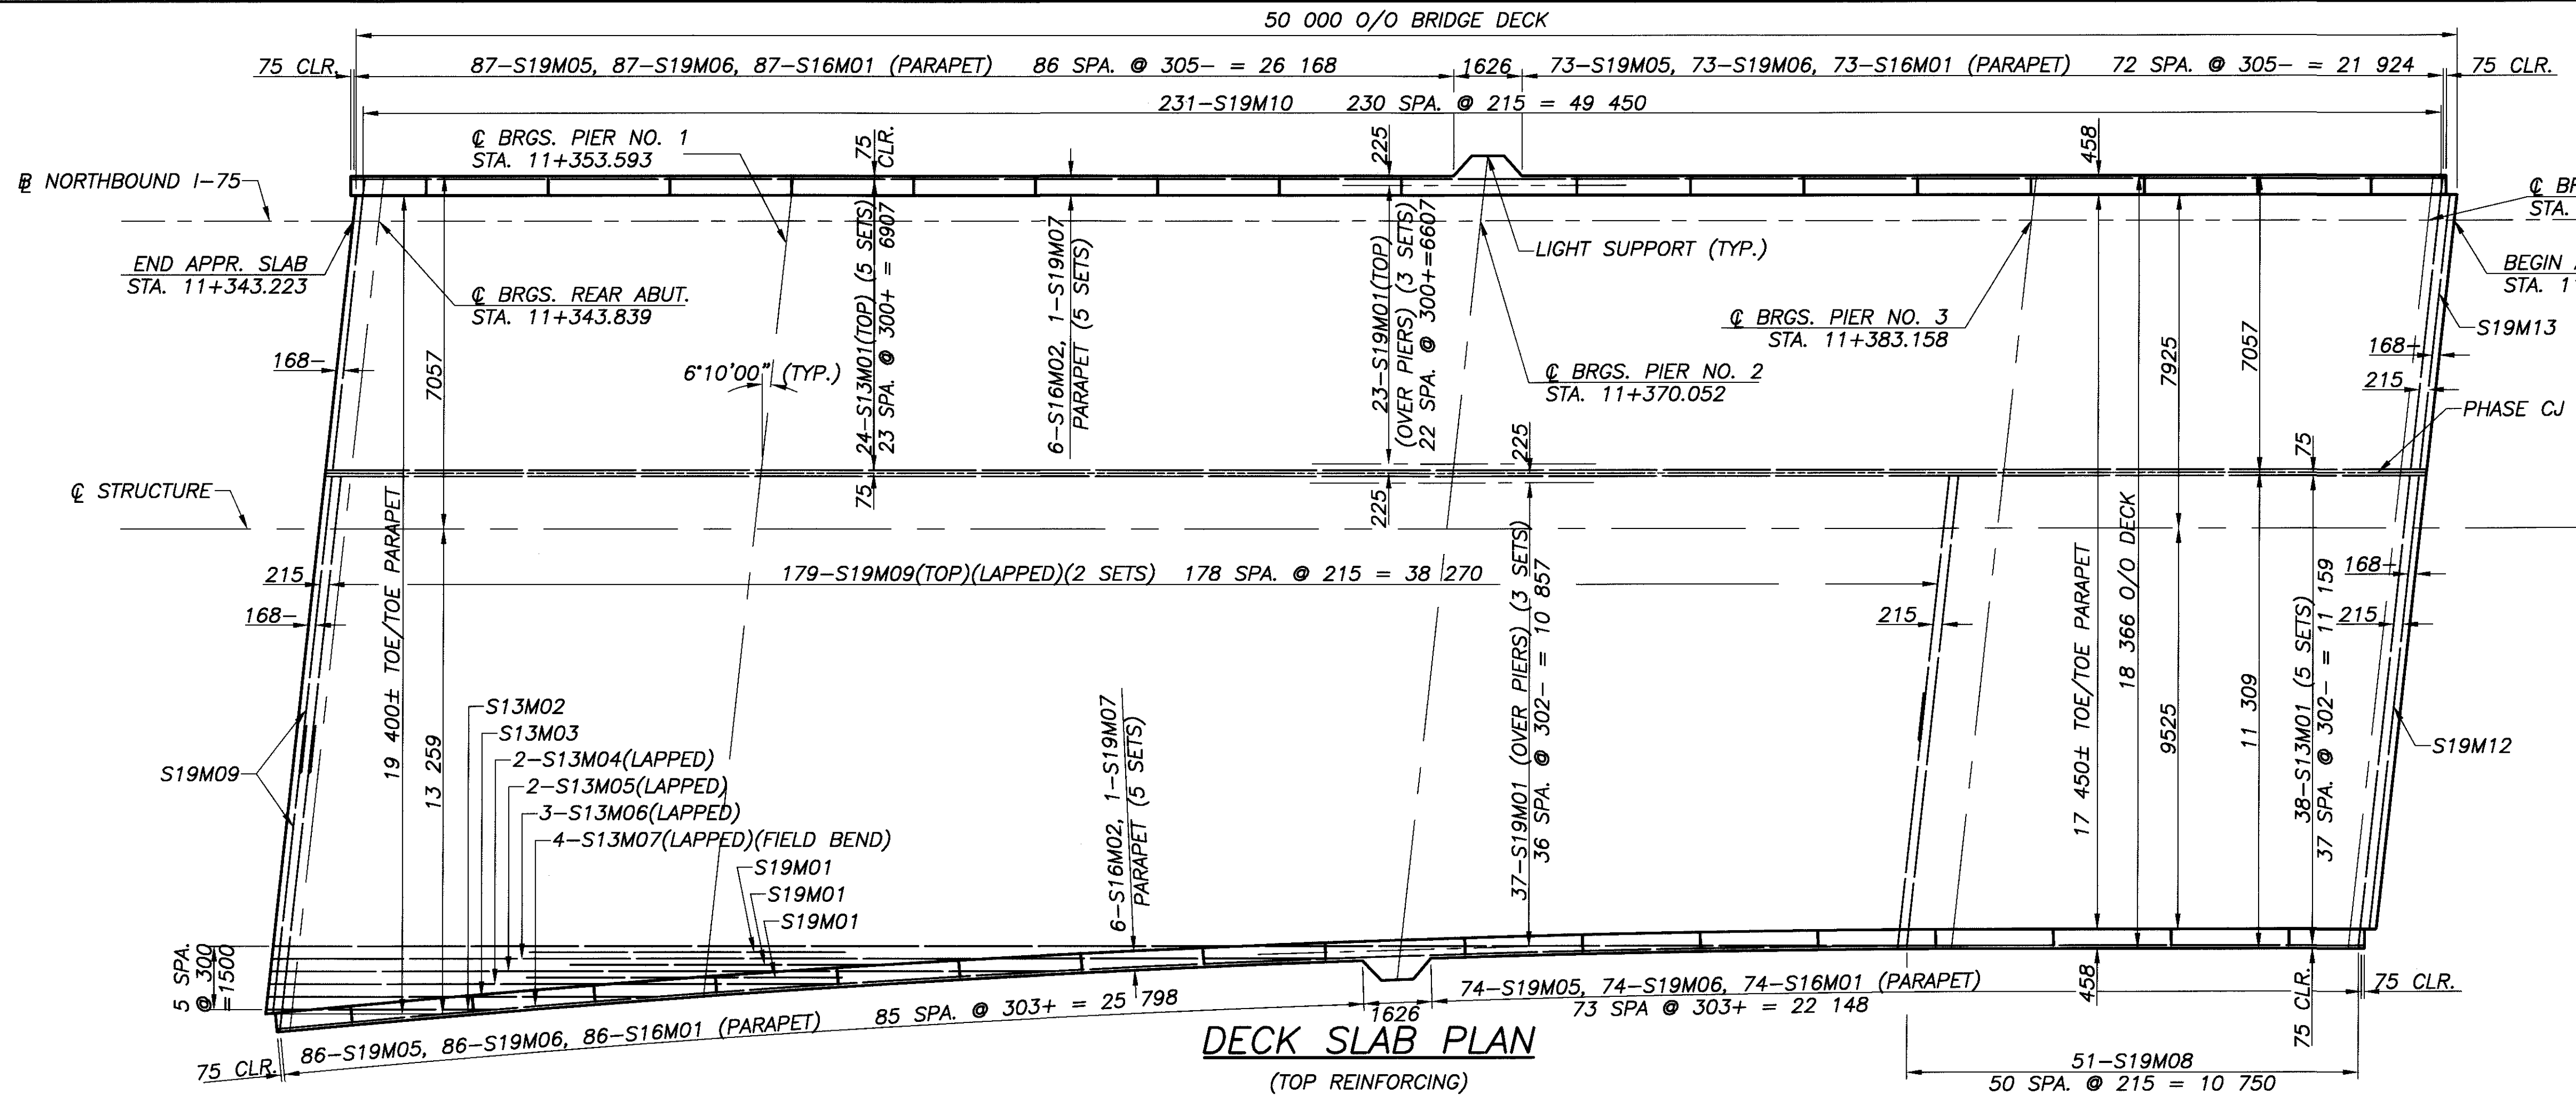 50 000 O/O BRIDGE DECK
75 CLR.
87-S19M05, 87-S19M06, 87-S16M01 (PARAPET) 86 SPA. @ 305- = 26 168
1626
73-S19M05, 73-S19M06, 73-S16M01 (PARAPET) 72 SPA. @ 305- = 21 924
75 CLR.
231-S19M10 230 SPA. @ 215 = 49 450
℄ BRGS. PIER NO. 1
STA. 11+353.593
75
CLR.
225
458
NORTHBOUND I-75
℄ BR
STA.
END APPR. SLAB
STA. 11+343.223
℄ BRGS. REAR ABUT.
STA. 11+343.839
LIGHT SUPPORT (TYP.)
BEGIN
STA. 1
℄ BRGS. PIER NO. 3
STA. 11+383.158
S19M13
168-
7057
6°10'00" (TYP.)
24-S13M01(TOP) (5 SETS)
23 SPA. @ 300+ = 6907
6-S16M02, 1-S19M07
PARAPET (5 SETS)
23-S19M01(TOP)
(OVER PIERS) (3 SETS)
22 SPA. @ 300+=6607
℄ BRGS. PIER NO. 2
STA. 11+370.052
7925
7057
168-
215
PHASE CJ
225
75
℄ STRUCTURE
75
225
19 400± TOE/TOE PARAPET
13 259
215
179-S19M09(TOP)(LAPPED)(2 SETS) 178 SPA. @ 215 = 38 270
168-
37-S19M01 (OVER PIERS) (3 SETS)
36 SPA. @ 302- = 10 857
215
17 450± TOE/TOE PARAPET
18 366 O/O DECK
9525
11 309
38-S13M01 (5 SETS)
37 SPA. @ 302- = 11 159
168-
215
S13M02
S13M03
2-S13M04(LAPPED)
2-S13M05(LAPPED)
3-S13M06(LAPPED)
4-S13M07(LAPPED)(FIELD BEND)
S19M01
S19M01
S19M01
S19M09
6-S16M02, 1-S19M07
PARAPET (5 SETS)
S19M12
5 SPA.
@ 300
=1500
75 CLR.
86-S19M05, 86-S19M06, 86-S16M01 (PARAPET) 85 SPA. @ 303+ = 25 798
1626
74-S19M05, 74-S19M06, 74-S16M01 (PARAPET)
73 SPA @ 303+ = 22 148
458
75 CLR.
75 CLR.
DECK SLAB PLAN
(TOP REINFORCING)
51-S19M08
50 SPA. @ 215 = 10 750